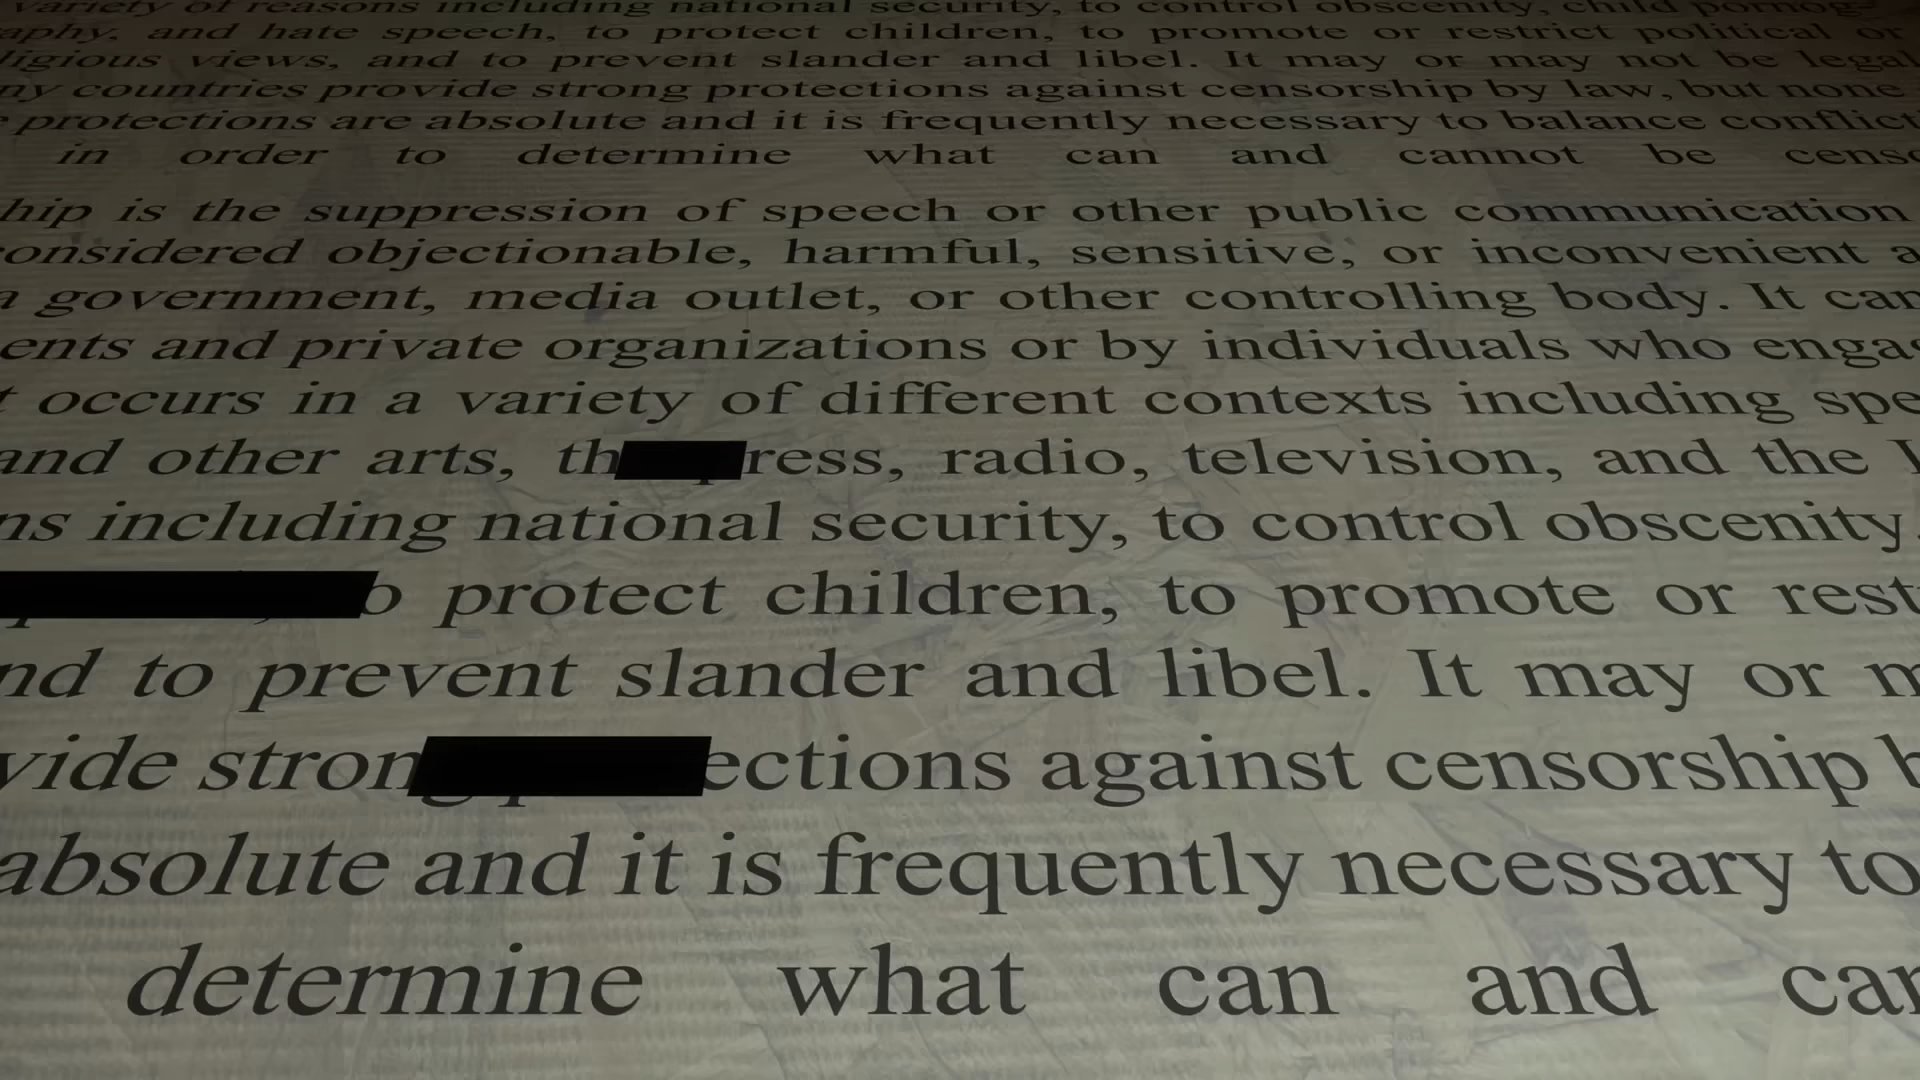 variety of reasons including national security, to control obscenity, child pornog-
aphy, and hate speech, to protect children, to promote or restrict political or
ligious views, and to prevent slander and libel. It may or may not be legal
ny countries provide strong protections against censorship by law, but none
protections are absolute and it is frequently necessary to balance conflict
in order to determine what can and cannot be censo
hip is the suppression of speech or other public communication
onsidered objectionable, harmful, sensitive, or inconvenient a
government, media outlet, or other controlling body. It can
ents and private organizations or by individuals who engag
t occurs in a variety of different contexts including spe
and other arts, th ress, radio, television, and the I
ns including national security, to control obscenity,
o protect children, to promote or rest
nd to prevent slander and libel. It may or m
vide strong ections against censorship b
absolute and it is frequently necessary to
determine what can and can